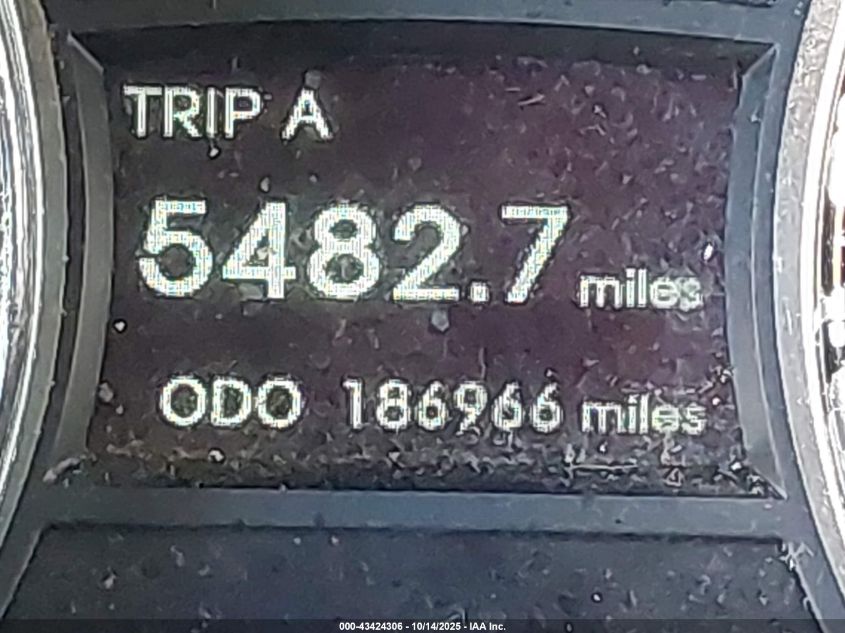 TRIP A
5482.7 miles
ODO 186966 miles
000-43424306 - 10/14/2025 - IAA Inc.